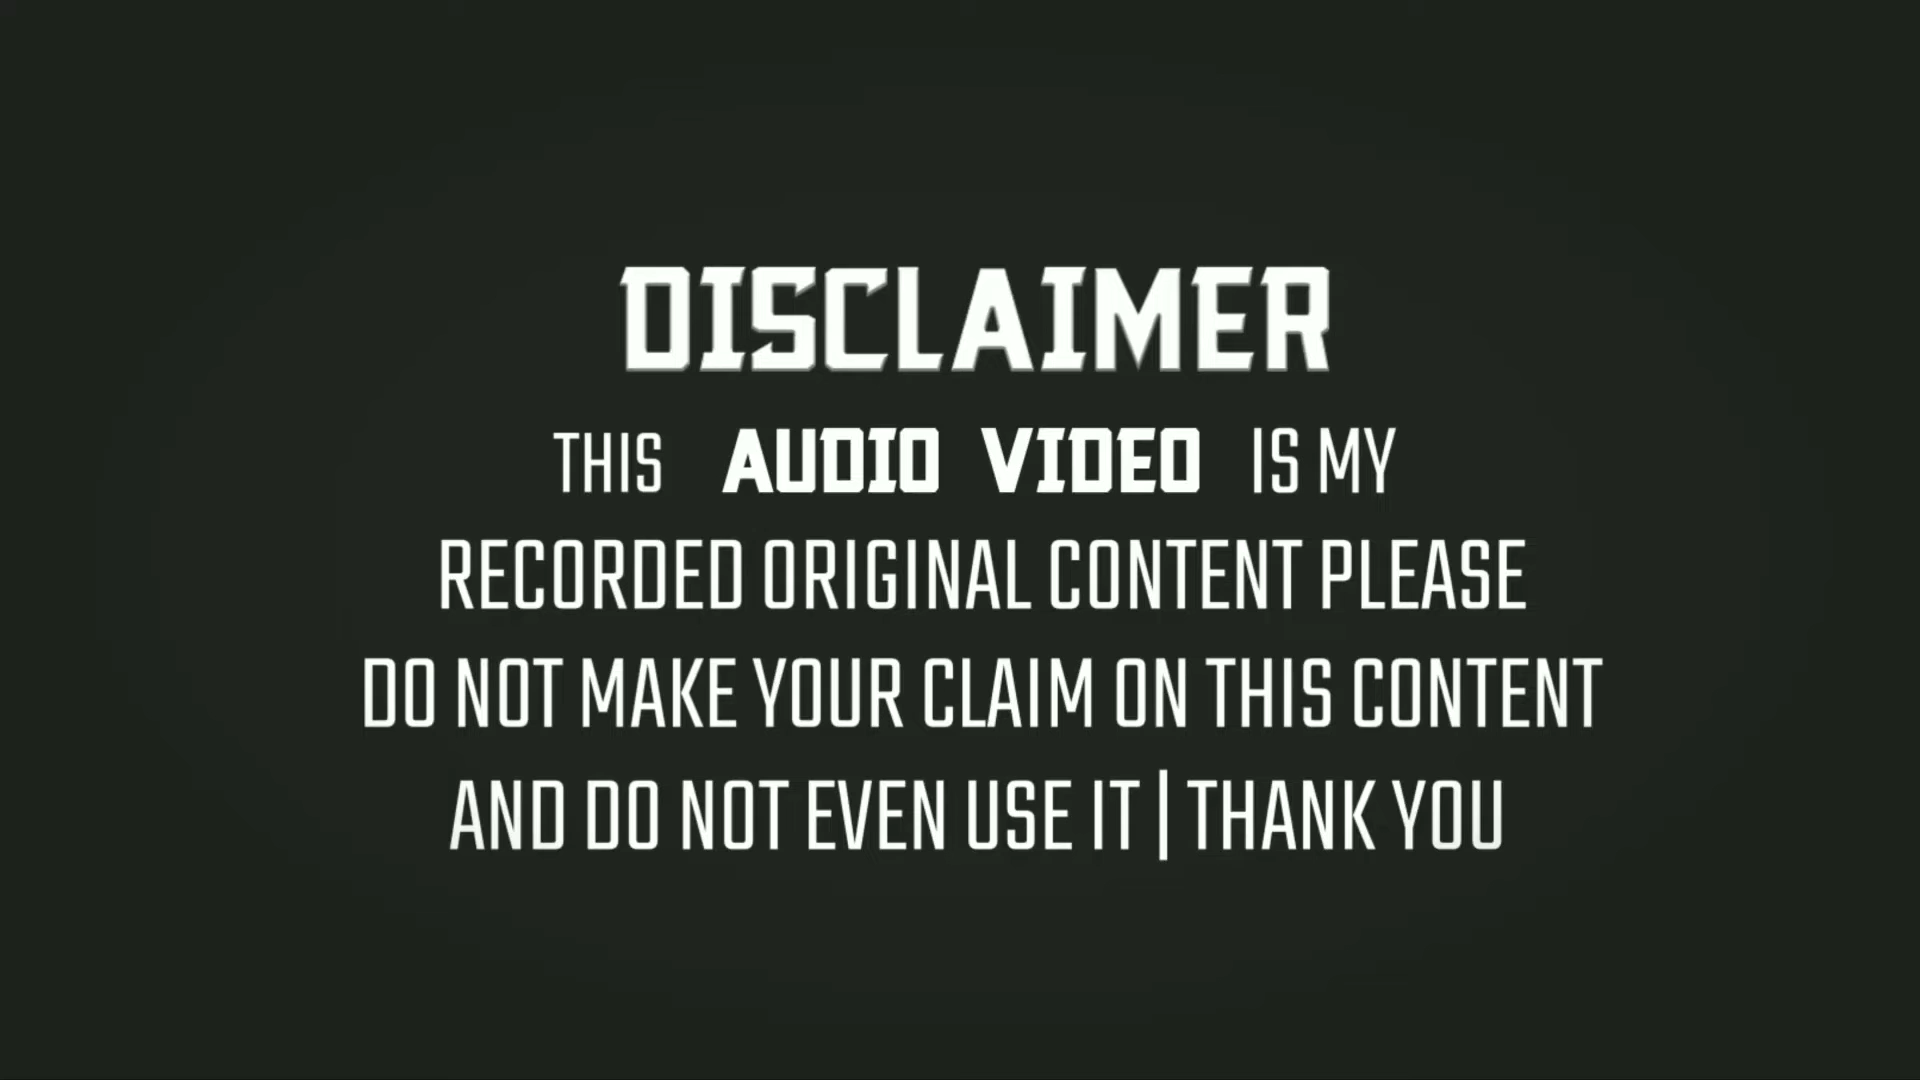 DISCLAIMER
THIS AUDIO VIDEO IS MY
RECORDED ORIGINAL CONTENT PLEASE
DO NOT MAKE YOUR CLAIM ON THIS CONTENT
AND DO NOT EVEN USE IT | THANK YOU